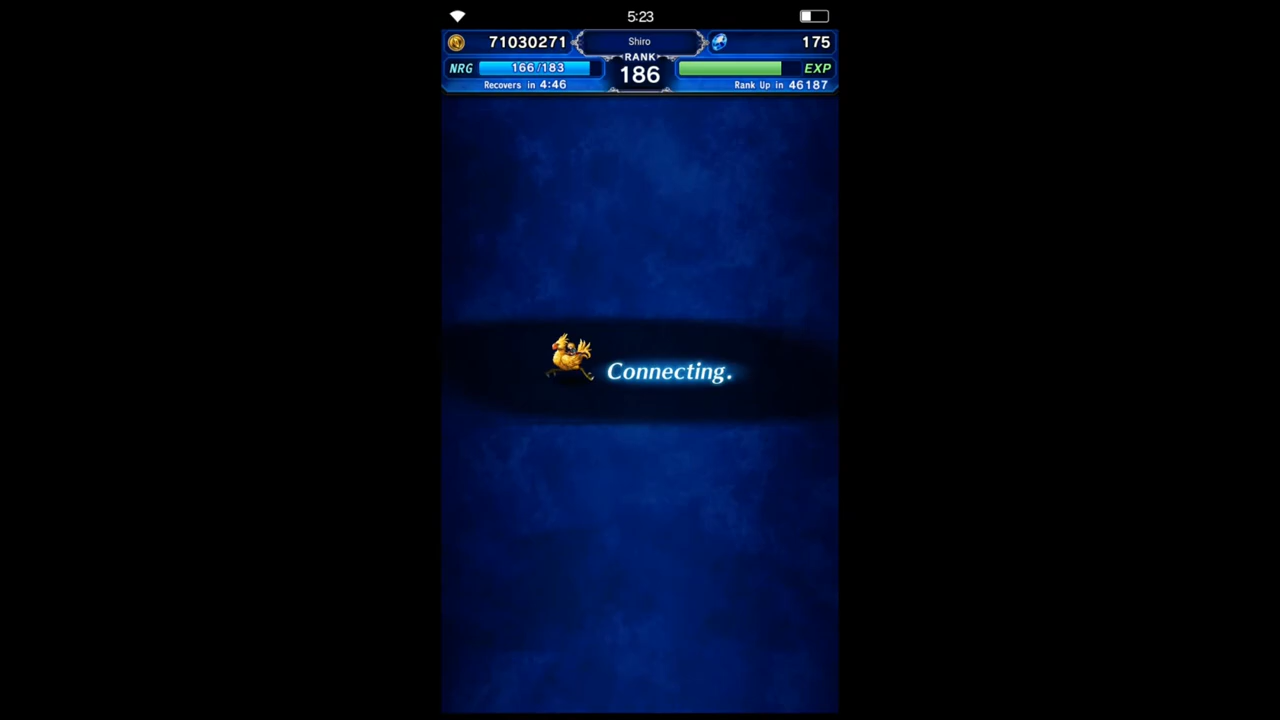 5:23
71030271 Shiro 175
NRG 166/183 RANK 186 EXP
Recovers in 4:46 Rank Up in 46187
Connecting.